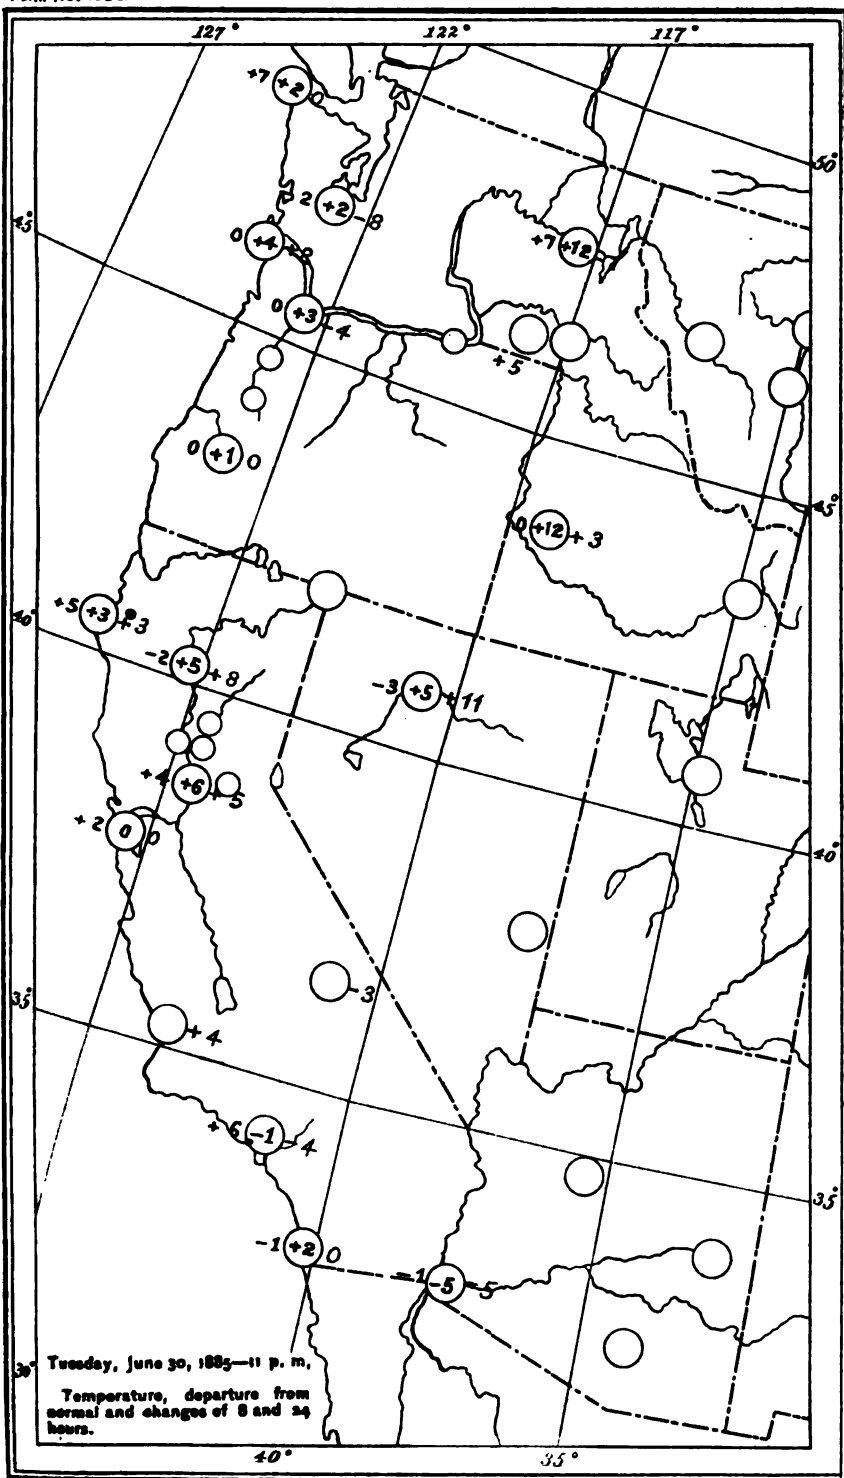 127° 122° 117°
+7 +2 0
50°
2 +2 -8
45°
0 +4 +8
+7 +12
0 +3 -4
+5
0 +1 0
45°
0 +12 +3
40°
+5 +3 +3
-2 +5 +8
-3 +5 +11
+4 +6 +5
+2 0 0
40°
35°
-3
+4
+6 -1 -4
35°
-1 +2 0
-1 -5 -5
Tuesday, June 30, 1885—11 p. m,
30°
Temperature, departure from
normal and changes of 8 and 24
hours.
40° 35°